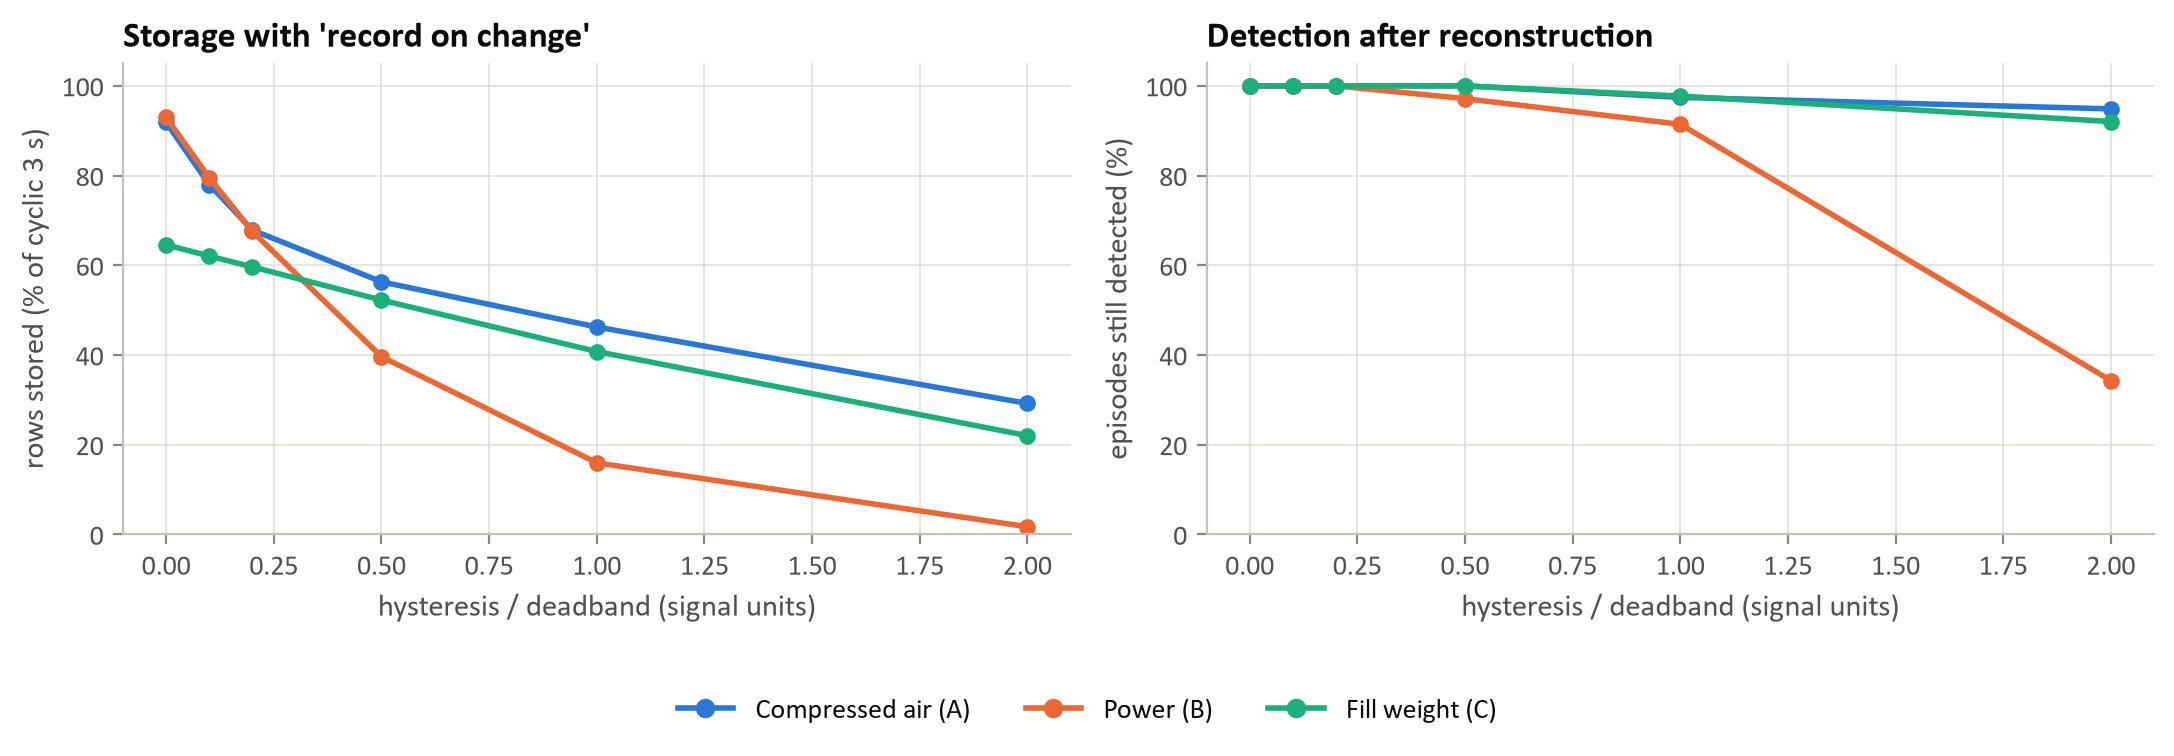 Storage with 'record on change'
rows stored (% of cyclic 3 s)
100
80
60
40
20
0
0.00 0.25 0.50 0.75 1.00 1.25 1.50 1.75 2.00
hysteresis / deadband (signal units)
Detection after reconstruction
episodes still detected (%)
100
80
60
40
20
0
0.00 0.25 0.50 0.75 1.00 1.25 1.50 1.75 2.00
hysteresis / deadband (signal units)
Compressed air (A) Power (B) Fill weight (C)